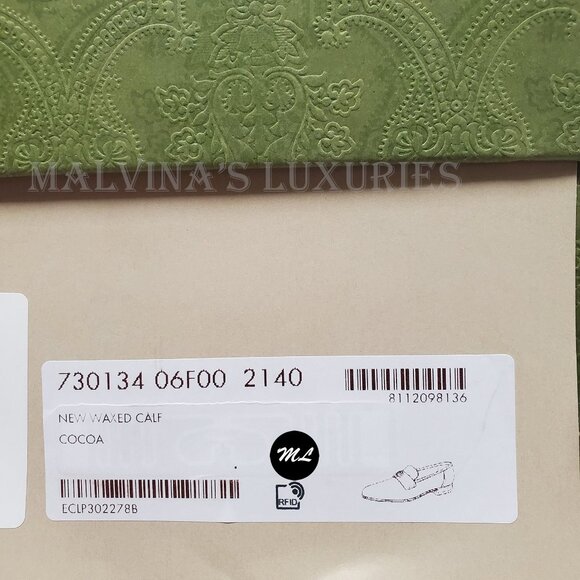 MALVINA'S LUXURIES
730134 06F00 2140
8112098136
NEW WAXED CALF
COCOA
ML
RFID
ECLP302278B